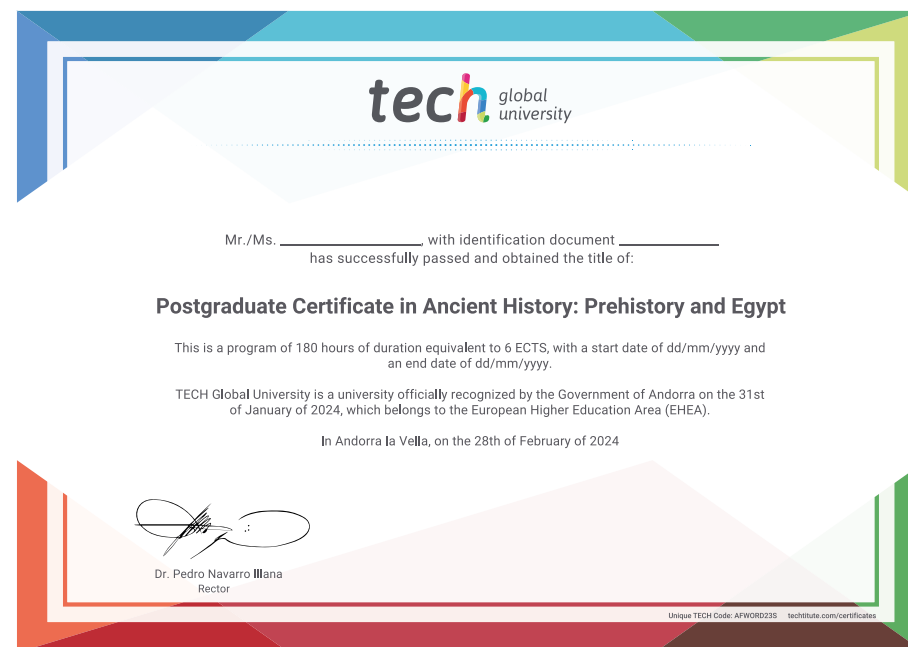 tech global
university
Mr./Ms. ____________________, with identification document ______________
has successfully passed and obtained the title of:
Postgraduate Certificate in Ancient History: Prehistory and Egypt
This is a program of 180 hours of duration equivalent to 6 ECTS, with a start date of dd/mm/yyyy and
an end date of dd/mm/yyyy.
TECH Global University is a university officially recognized by the Government of Andorra on the 31st
of January of 2024, which belongs to the European Higher Education Area (EHEA).
In Andorra la Vella, on the 28th of February of 2024
Dr. Pedro Navarro Illana
Rector
Unique TECH Code: AFWORD23S techtitute.com/certificates